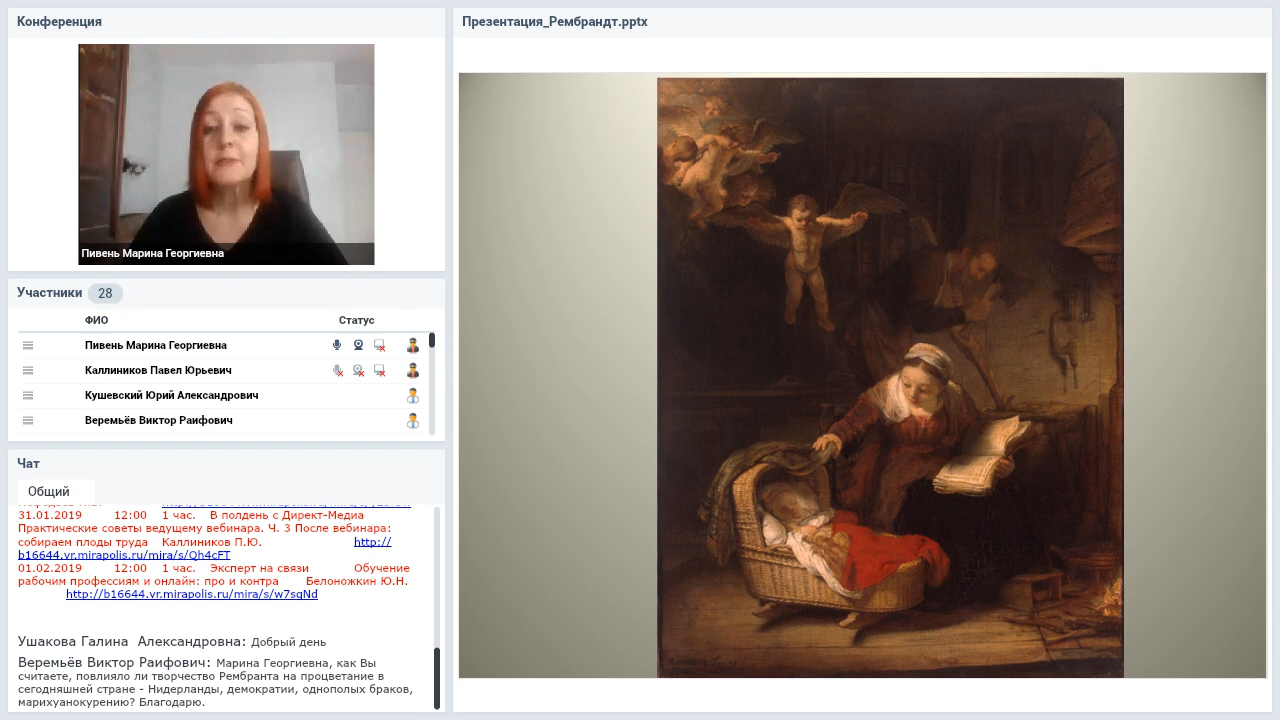 Конференция
Пивень Марина Георгиевна
Участники 28
ФИО Статус
Пивень Марина Георгиевна
Каллиников Павел Юрьевич
Кушевский Юрий Александрович
Веремьёв Виктор Раифович
Чат
Общий
31.01.2019 12:00 1 час. В полдень с Директ-Медиа
Практические советы ведущему вебинара. Ч. 3 После вебинара:
собираем плоды труда Каллиников П.Ю. http://
b16644.vr.mirapolis.ru/mira/s/Qh4cFT
01.02.2019 12:00 1 час. Эксперт на связи Обучение
рабочим профессиям и онлайн: про и контра Белоножкин Ю.Н.
http://b16644.vr.mirapolis.ru/mira/s/w7sqNd
Ушакова Галина Александровна: Добрый день
Веремьёв Виктор Раифович: Марина Георгиевна, как Вы
считаете, повлияло ли творчество Рембранта на процветание в
сегодняшней стране - Нидерланды, демократии, однополых браков,
марихуанокурению? Благодарю.
Презентация_Рембрандт.pptx